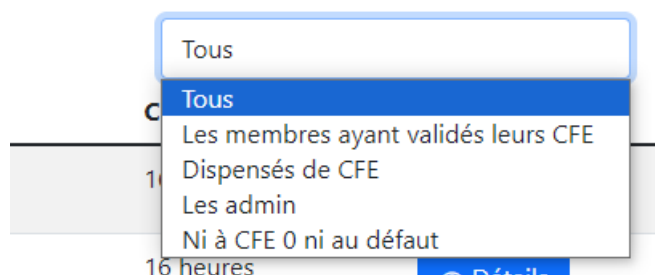 Tous
Tous
Les membres ayant validés leurs CFE
Dispensés de CFE
Les admin
Ni à CFE 0 ni au défaut
16 heures
Détails